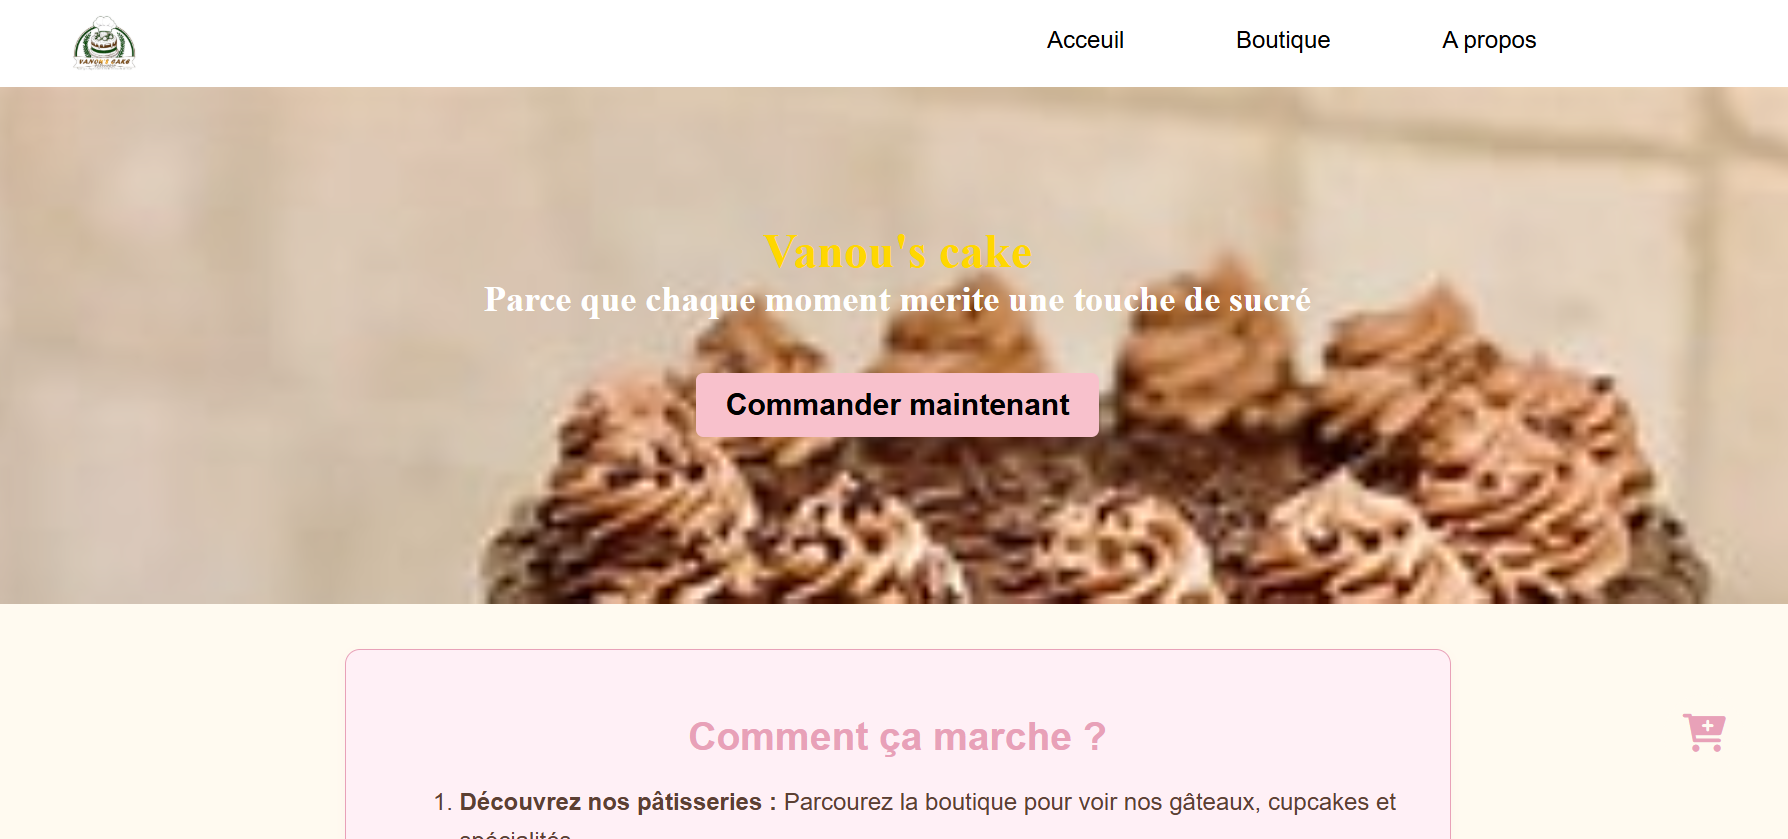 VANOU'S CAKE
Acceuil
Boutique
A propos
Vanou's cake
Parce que chaque moment merite une touche de sucré
Commander maintenant
Comment ça marche ?
1. Découvrez nos pâtisseries : Parcourez la boutique pour voir nos gâteaux, cupcakes et
spécialités